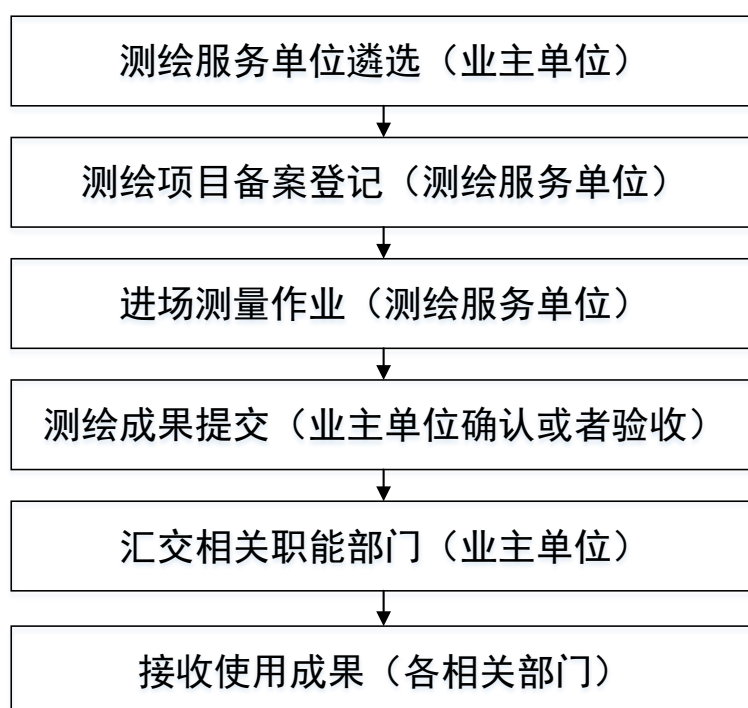 测绘服务单位遴选（业主单位）
测绘项目备案登记（测绘服务单位）
进场测量作业（测绘服务单位）
测绘成果提交（业主单位确认或者验收）
汇交相关职能部门（业主单位）
接收使用成果（各相关部门）